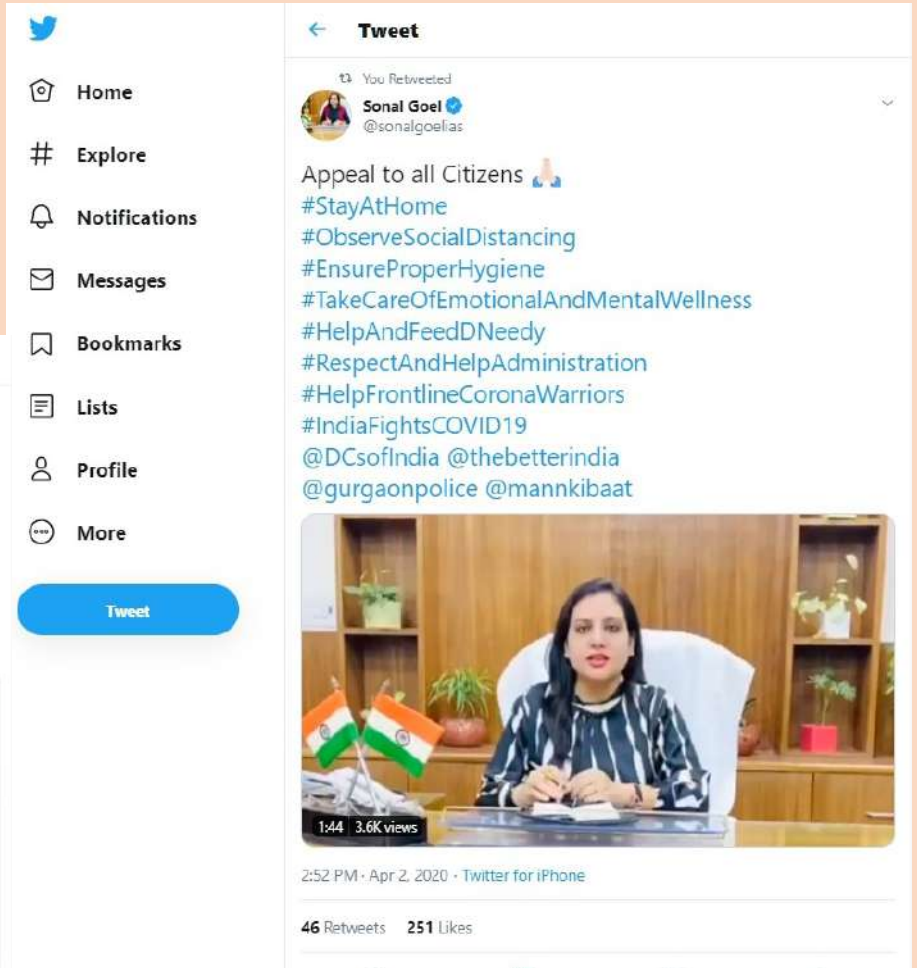 Tweet
You Retweeted
Sonal Goel
@sonalgoelias
Home
Explore
Notifications
Messages
Bookmarks
Lists
Profile
More
Tweet
Appeal to all Citizens 🙏
#StayAtHome
#ObserveSocialDistancing
#EnsureProperHygiene
#TakeCareOfEmotionalAndMentalWellness
#HelpAndFeedDNeedy
#RespectAndHelpAdministration
#HelpFrontlineCoronaWarriors
#IndiaFightsCOVID19
@DCsofIndia @thebetterindia
@gurgaonpolice @mannkibaat
1:44 3.6K views
2:52 PM · Apr 2, 2020 · Twitter for iPhone
46 Retweets 251 Likes